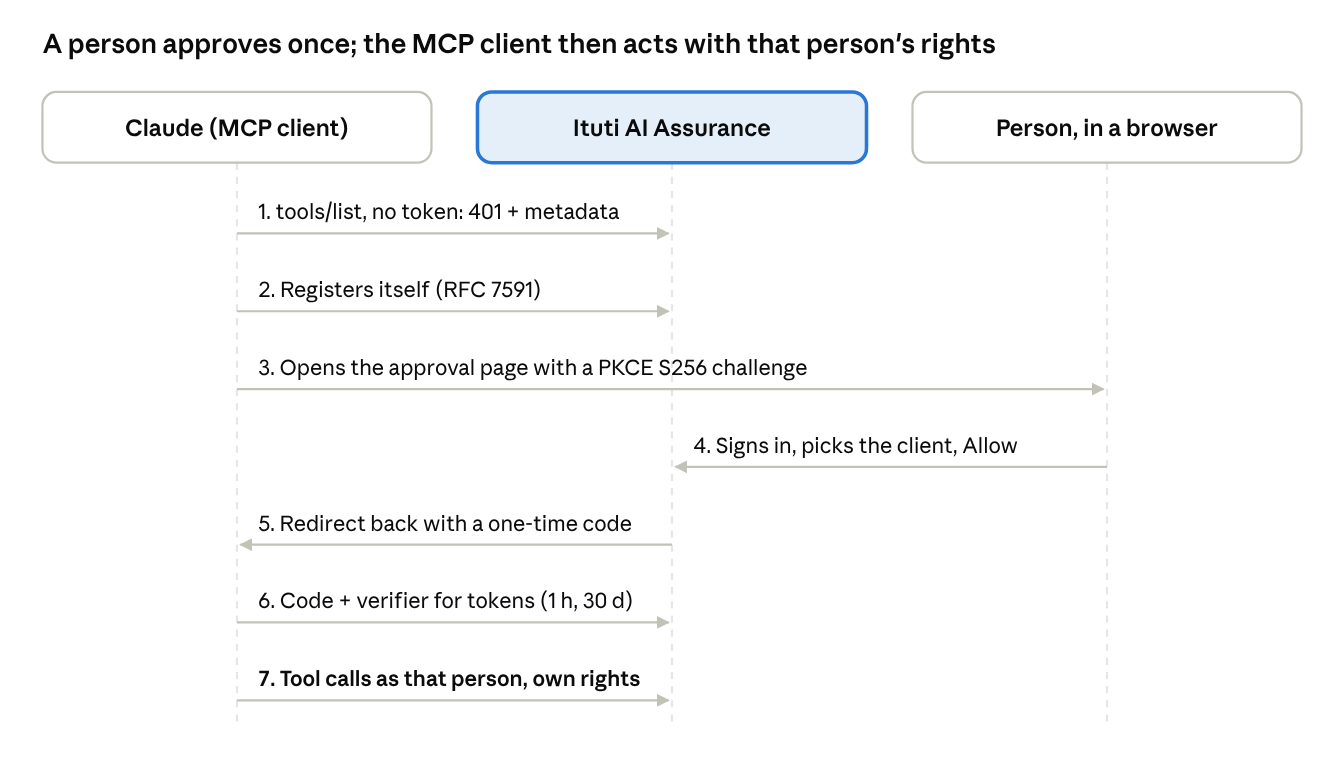 A person approves once; the MCP client then acts with that person's rights
Claude (MCP client)
Ituti AI Assurance
Person, in a browser
1. tools/list, no token: 401 + metadata
2. Registers itself (RFC 7591)
3. Opens the approval page with a PKCE S256 challenge
4. Signs in, picks the client, Allow
5. Redirect back with a one-time code
6. Code + verifier for tokens (1 h, 30 d)
7. Tool calls as that person, own rights